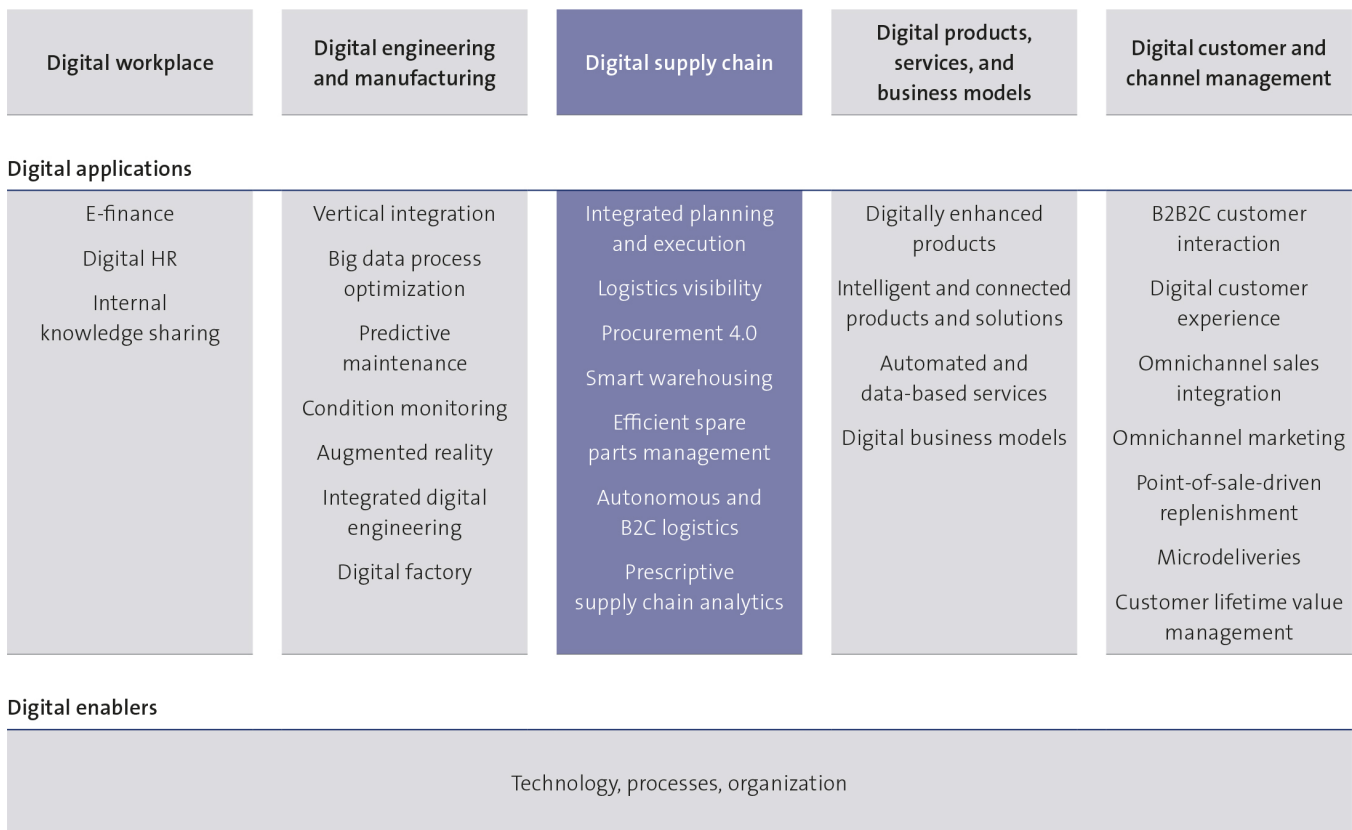 Digital workplace
Digital engineering
and manufacturing
Digital supply chain
Digital products,
services, and
business models
Digital customer and
channel management
Digital applications
E-finance
Digital HR
Internal
knowledge sharing
Vertical integration
Big data process
optimization
Predictive
maintenance
Condition monitoring
Augmented reality
Integrated digital
engineering
Digital factory
Integrated planning
and execution
Logistics visibility
Procurement 4.0
Smart warehousing
Efficient spare
parts management
Autonomous and
B2C logistics
Prescriptive
supply chain analytics
Digitally enhanced
products
Intelligent and connected
products and solutions
Automated and
data-based services
Digital business models
B2B2C customer
interaction
Digital customer
experience
Omnichannel sales
integration
Omnichannel marketing
Point-of-sale-driven
replenishment
Microdeliveries
Customer lifetime value
management
Digital enablers
Technology, processes, organization